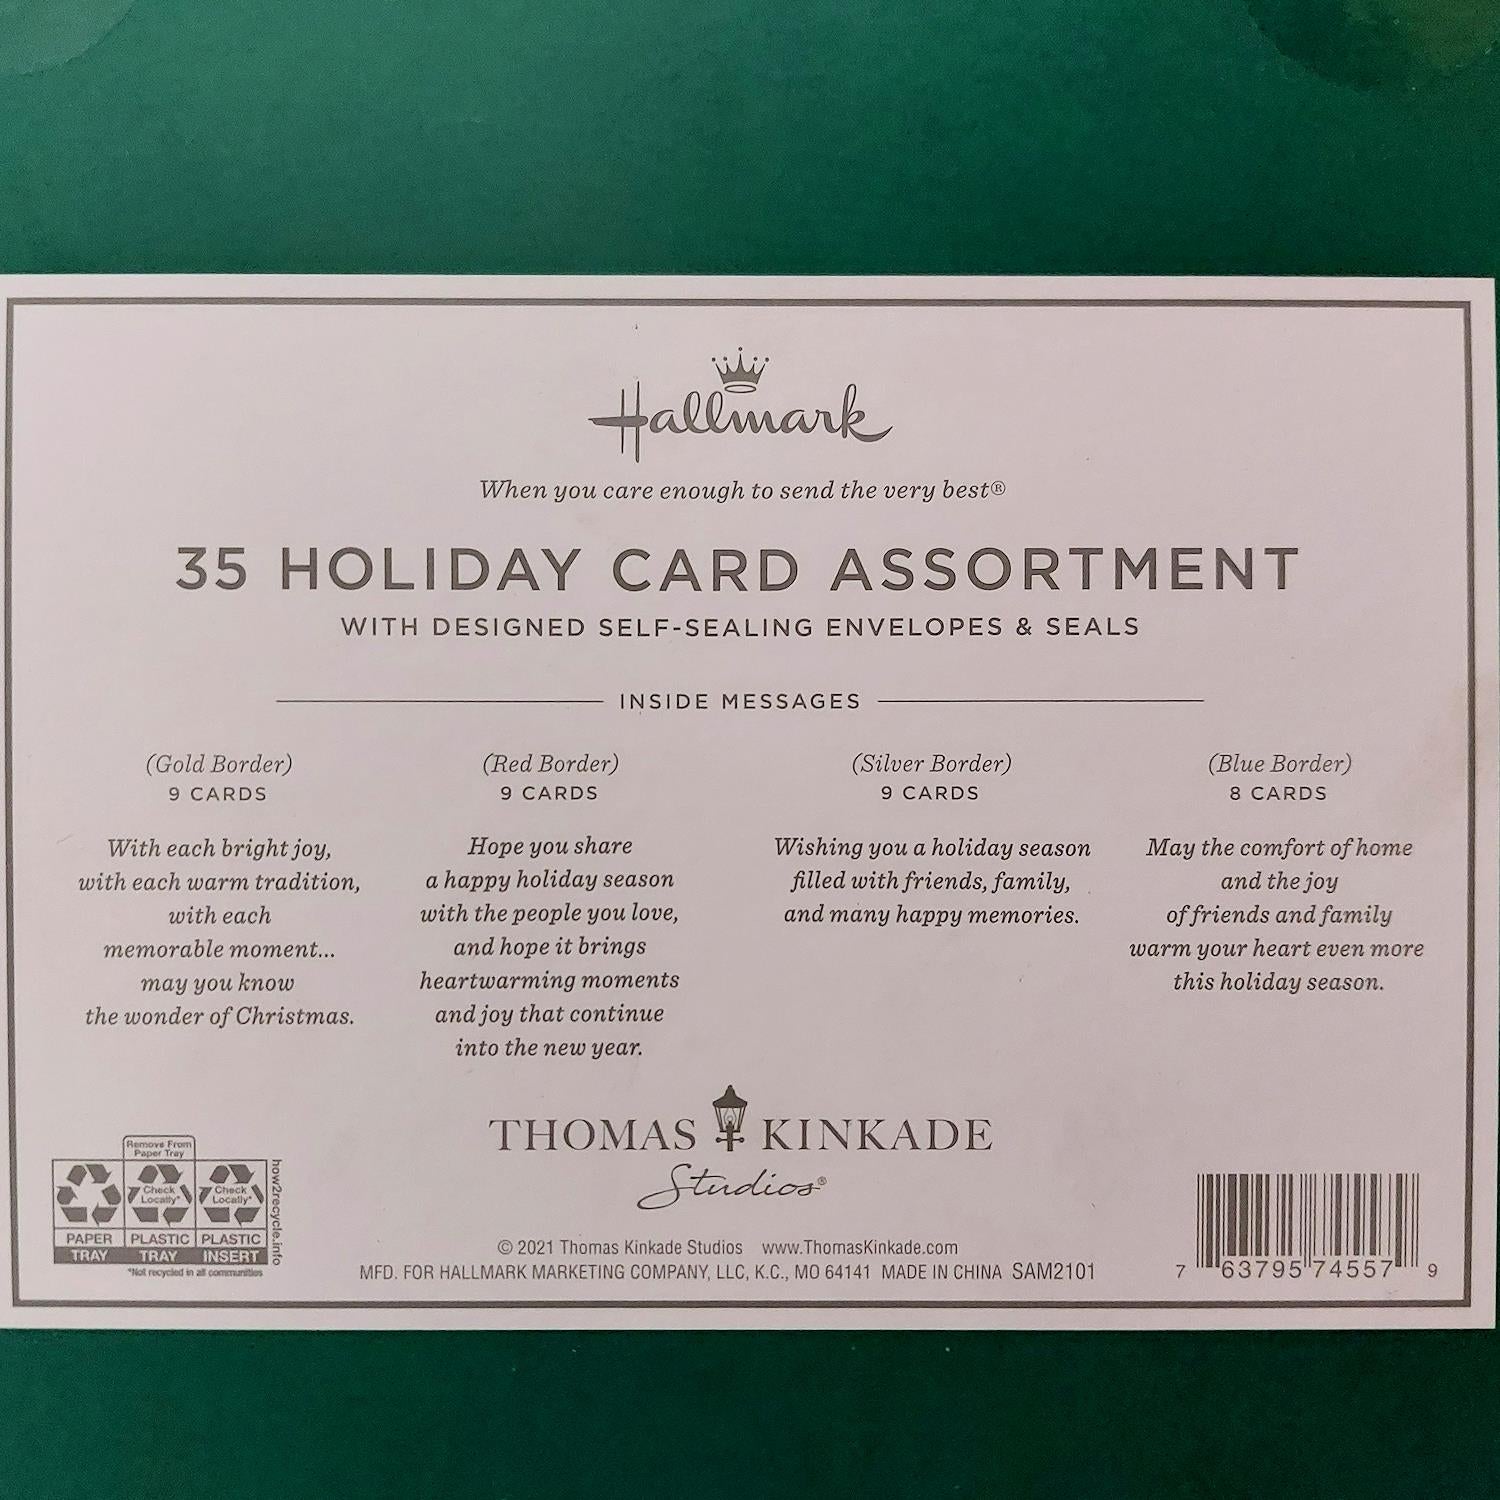 Hallmark
When you care enough to send the very best®
35 HOLIDAY CARD ASSORTMENT
WITH DESIGNED SELF-SEALING ENVELOPES & SEALS
INSIDE MESSAGES
(Gold Border)
9 CARDS
With each bright joy,
with each warm tradition,
with each
memorable moment...
may you know
the wonder of Christmas.
(Red Border)
9 CARDS
Hope you share
a happy holiday season
with the people you love,
and hope it brings
heartwarming moments
and joy that continue
into the new year.
(Silver Border)
9 CARDS
Wishing you a holiday season
filled with friends, family,
and many happy memories.
(Blue Border)
8 CARDS
May the comfort of home
and the joy
of friends and family
warm your heart even more
this holiday season.
THOMAS KINKADE
Studios®
Remove From
Paper Tray
Check Locally*
Check Locally*
PAPER PLASTIC PLASTIC
TRAY TRAY INSERT
*Not recycled in all communities
how2recycle.info
© 2021 Thomas Kinkade Studios www.ThomasKinkade.com
MFD. FOR HALLMARK MARKETING COMPANY, LLC, K.C., MO 64141 MADE IN CHINA SAM2101
7 63795 74557 9